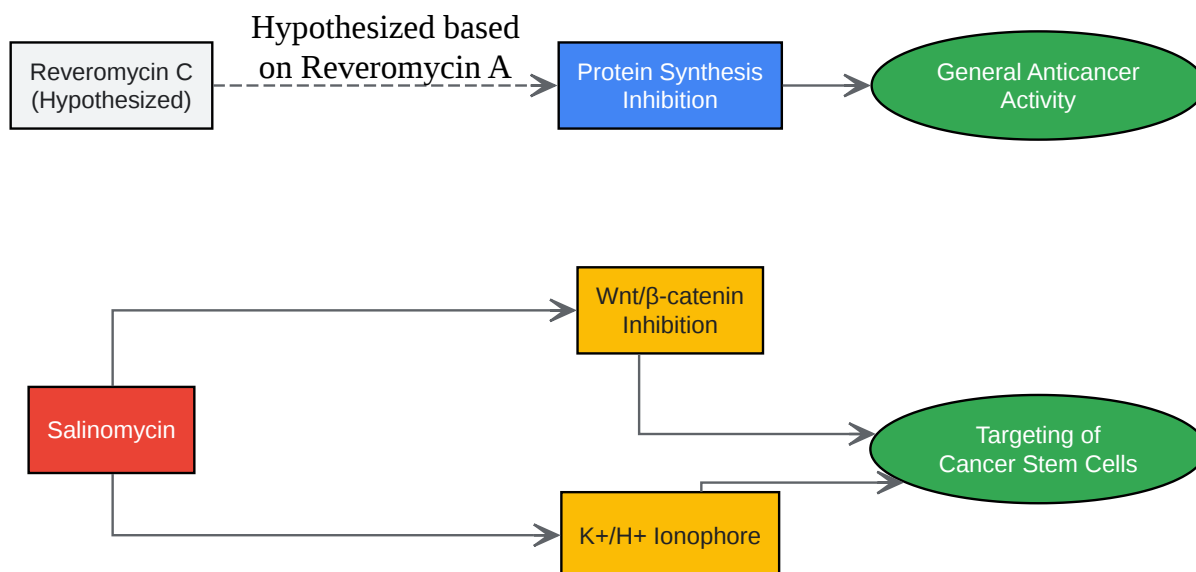 Hypothesized based
on Reveromycin A
Reveromycin C
(Hypothesized)
Protein Synthesis
Inhibition
General Anticancer
Activity
Wnt/β-catenin
Inhibition
Salinomycin
Targeting of
Cancer Stem Cells
K+/H+ Ionophore